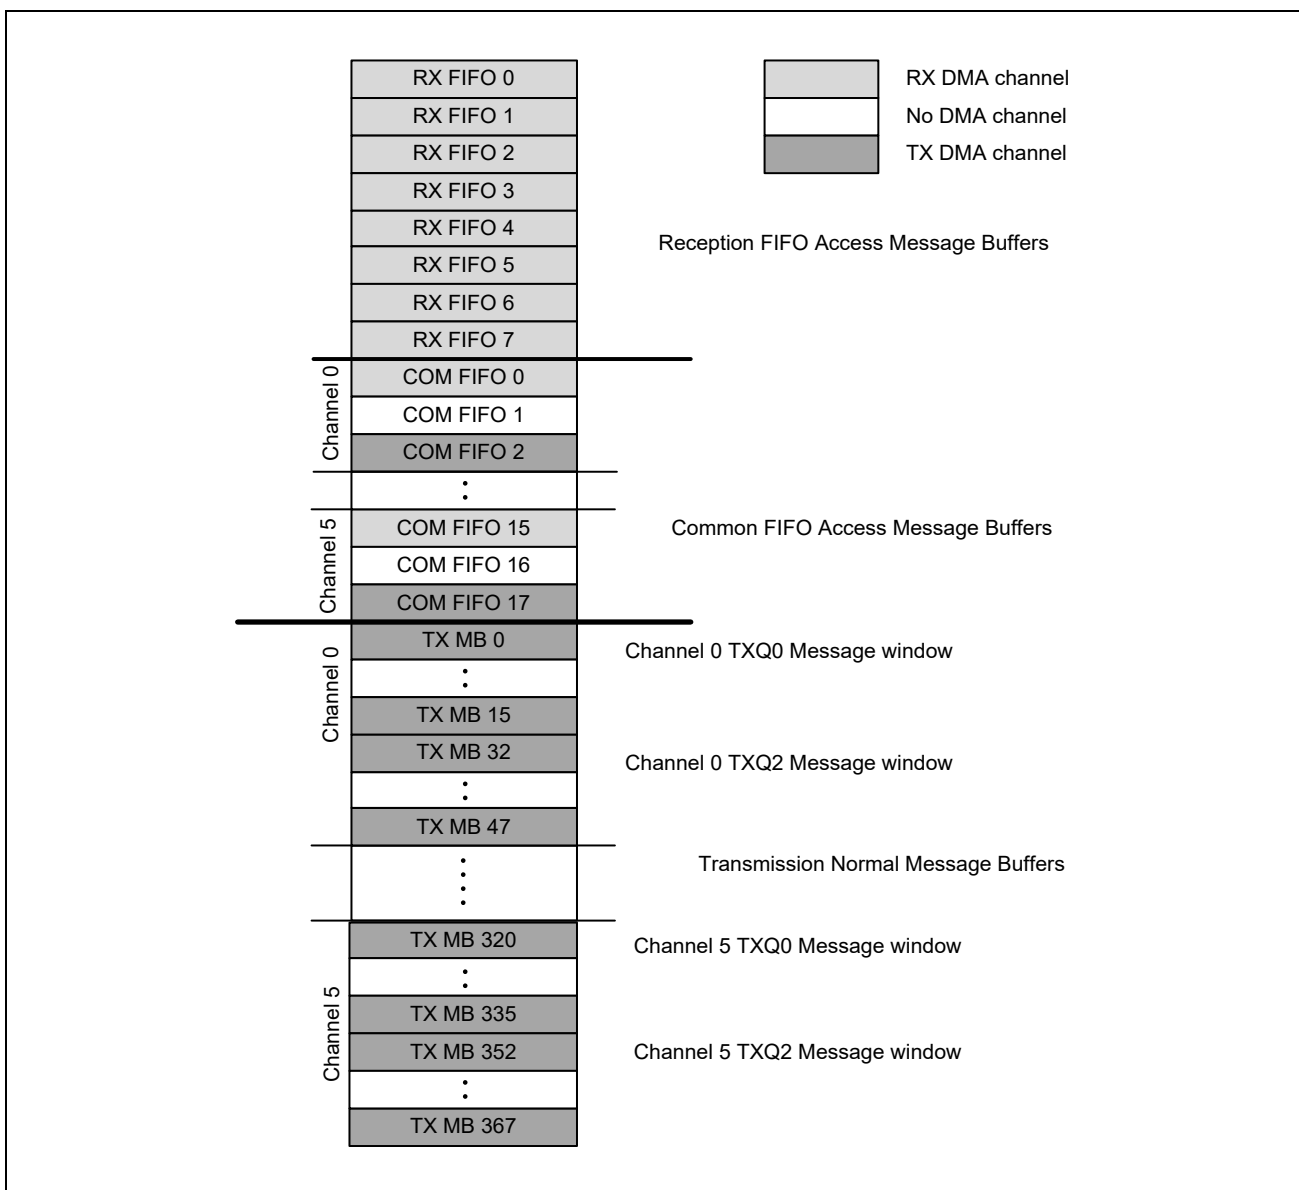 RX FIFO 0
RX FIFO 1
RX FIFO 2
RX FIFO 3
RX FIFO 4
RX FIFO 5
RX FIFO 6
RX FIFO 7
RX DMA channel
No DMA channel
TX DMA channel
Reception FIFO Access Message Buffers
Channel 0
COM FIFO 0
COM FIFO 1
COM FIFO 2
:
Channel 5
COM FIFO 15
COM FIFO 16
COM FIFO 17
Common FIFO Access Message Buffers
Channel 0
TX MB 0
:
TX MB 15
TX MB 32
:
TX MB 47
Channel 0 TXQ0 Message window
Channel 0 TXQ2 Message window
:
:
Transmission Normal Message Buffers
Channel 5
TX MB 320
:
TX MB 335
TX MB 352
:
TX MB 367
Channel 5 TXQ0 Message window
Channel 5 TXQ2 Message window